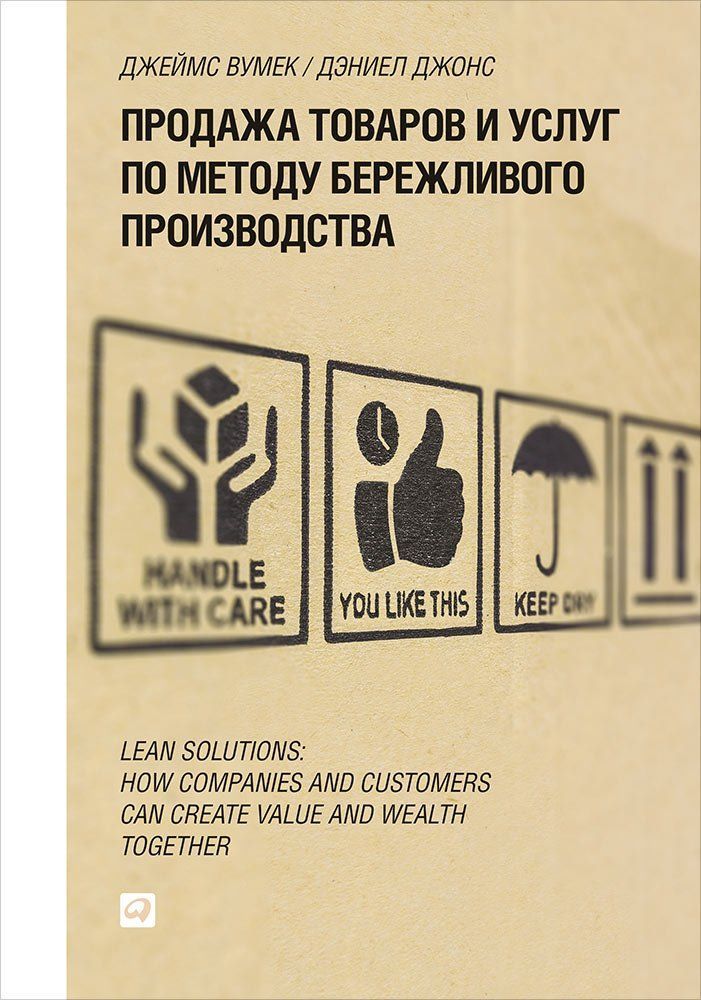 ДЖЕЙМС ВУМЕК / ДЭНИЕЛ ДЖОНС
ПРОДАЖА ТОВАРОВ И УСЛУГ
ПО МЕТОДУ БЕРЕЖЛИВОГО
ПРОИЗВОДСТВА
HANDLE
WITH CARE
YOU LIKE THIS
KEEP DRY
LEAN SOLUTIONS:
HOW COMPANIES AND CUSTOMERS
CAN CREATE VALUE AND WEALTH
TOGETHER